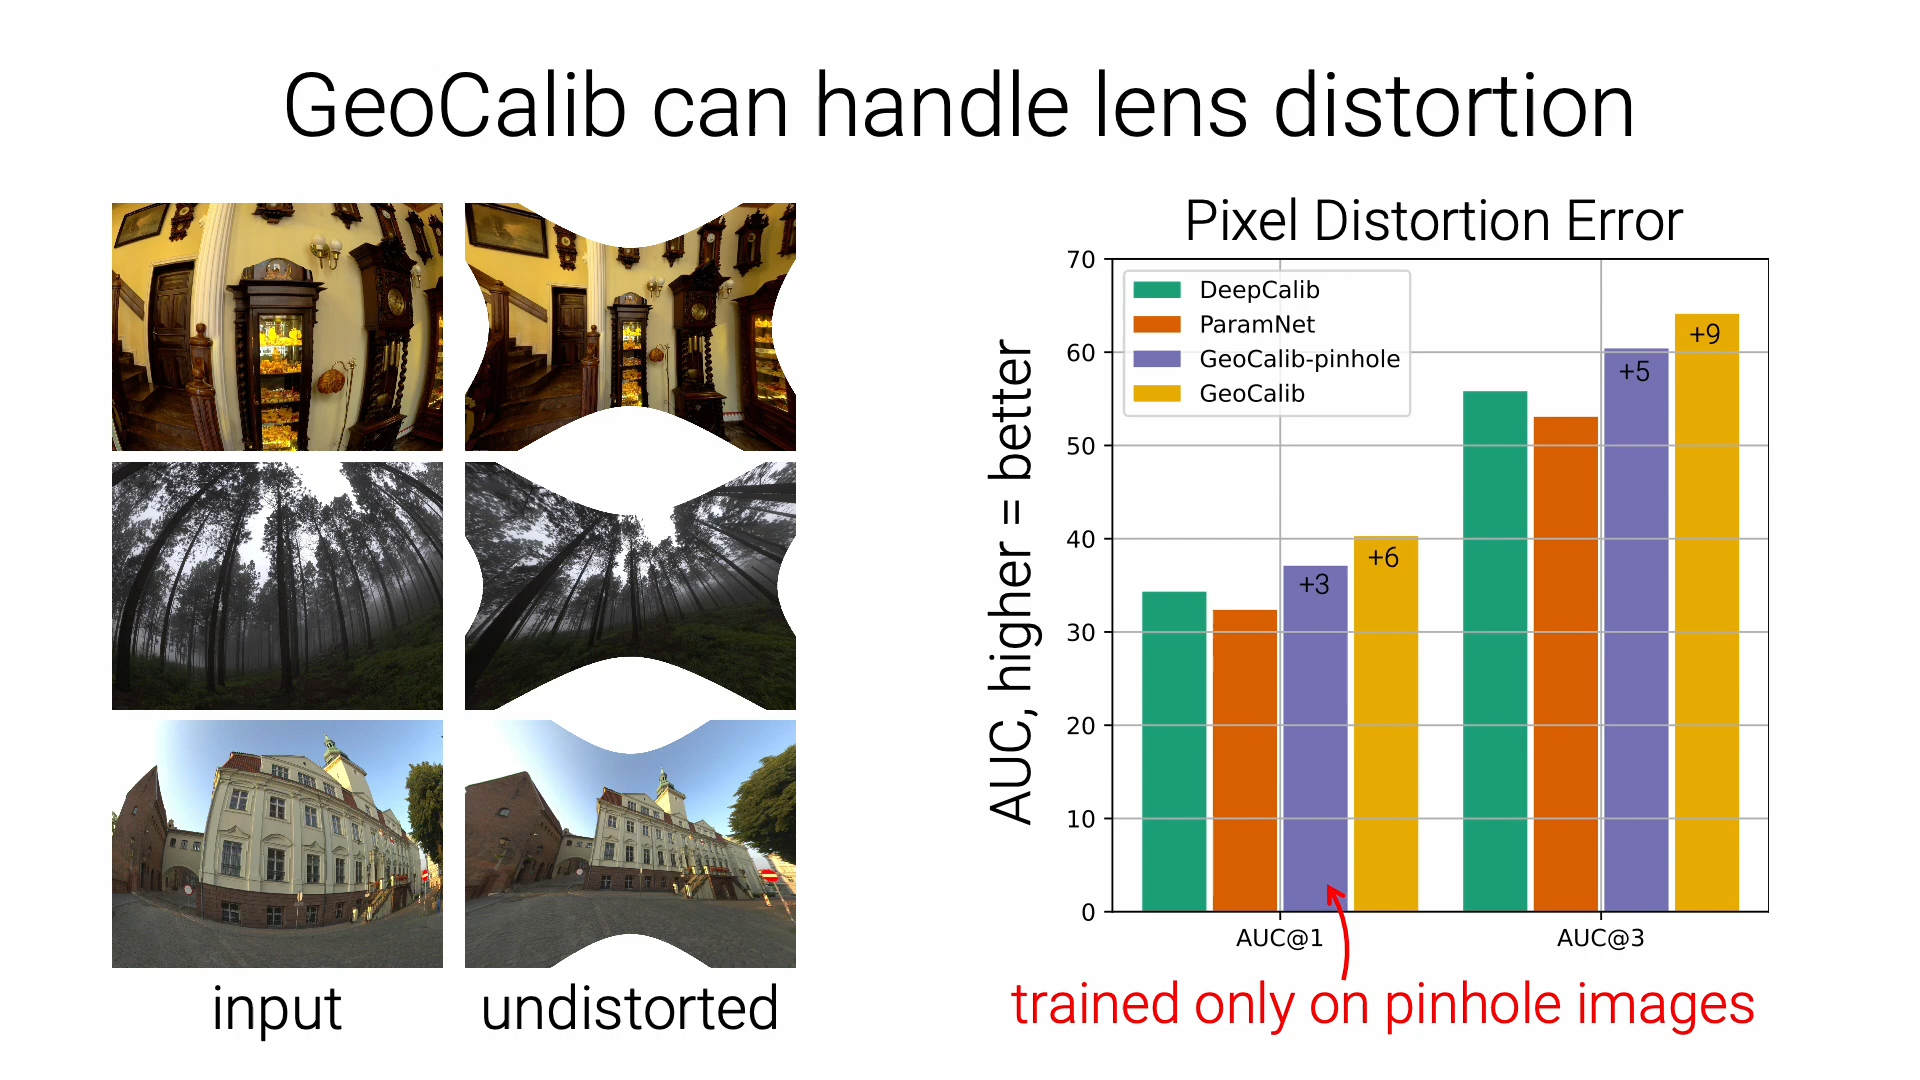 GeoCalib can handle lens distortion
input
undistorted
Pixel Distortion Error
AUC, higher = better
70
60
50
40
30
20
10
0
DeepCalib
ParamNet
GeoCalib-pinhole
GeoCalib
+3
+6
+5
+9
AUC@1
AUC@3
trained only on pinhole images